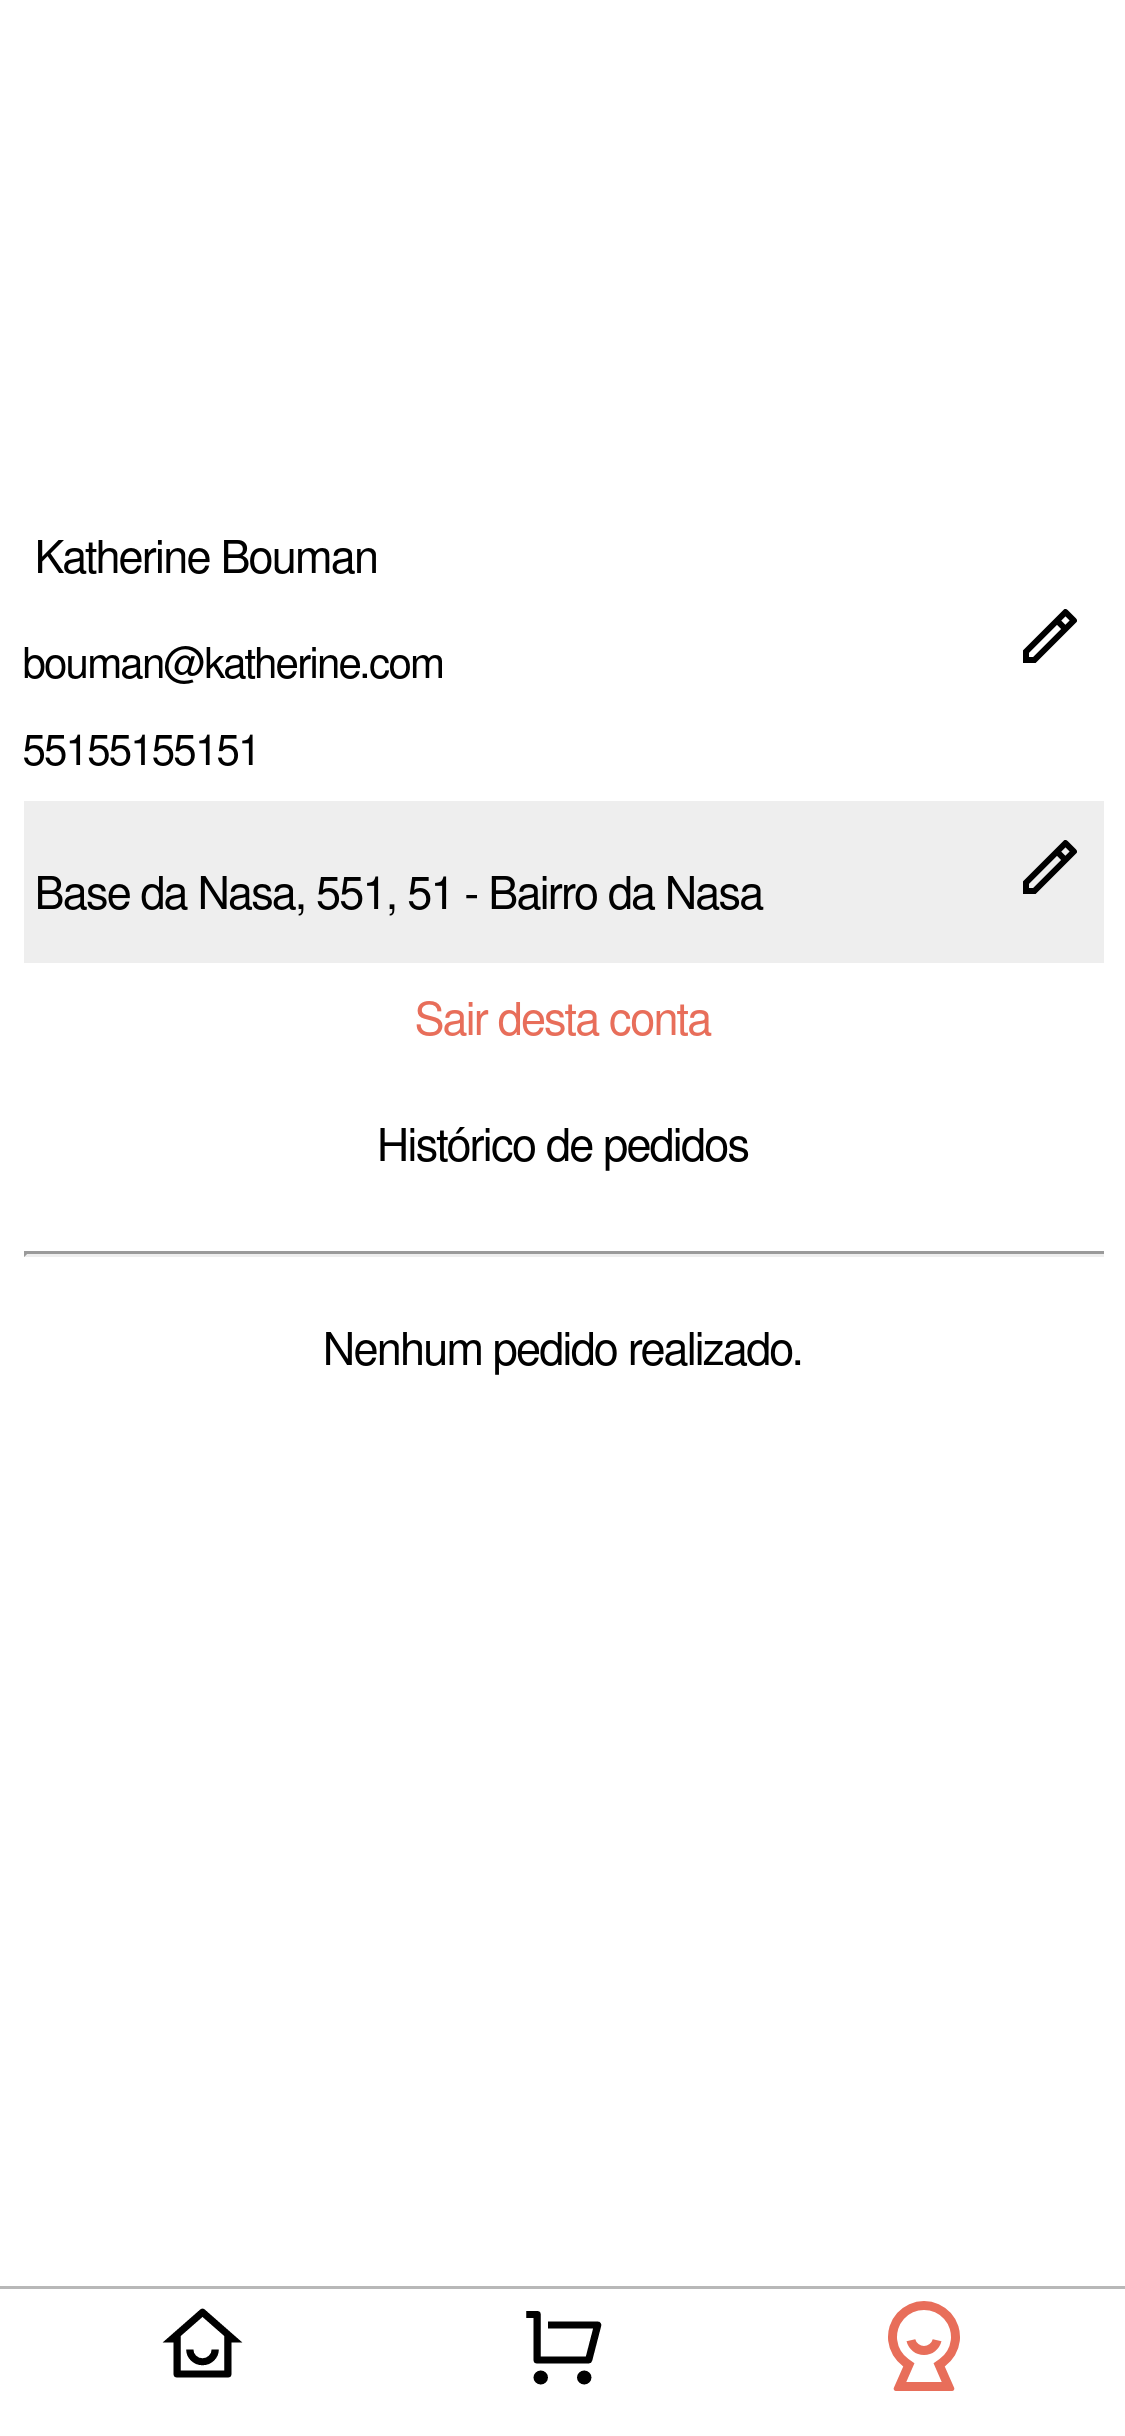 Katherine Bouman
bouman@katherine.com
55155155151
Base da Nasa, 551, 51 - Bairro da Nasa
Sair desta conta
Histórico de pedidos
Nenhum pedido realizado.